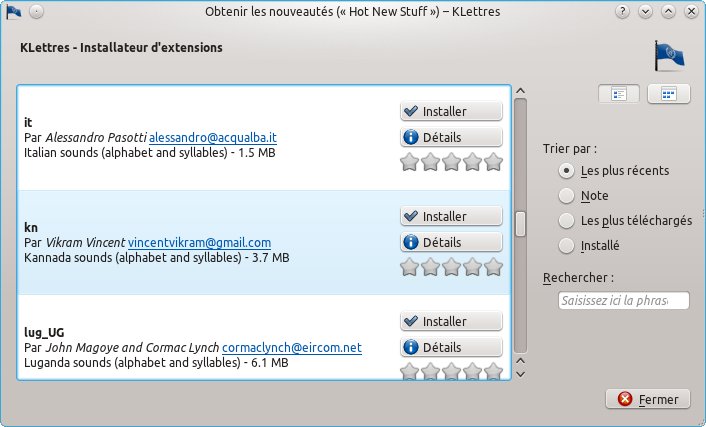 Obtenir les nouveautés (« Hot New Stuff ») – KLettres
KLettres - Installateur d'extensions
it
Par Alessandro Pasotti alessandro@acqualba.it
Italian sounds (alphabet and syllables) - 1.5 MB
Installer
Détails
kn
Par Vikram Vincent vincentvikram@gmail.com
Kannada sounds (alphabet and syllables) - 3.7 MB
Installer
Détails
lug_UG
Par John Magoye and Cormac Lynch cormaclynch@eircom.net
Luganda sounds (alphabet and syllables) - 6.1 MB
Installer
Détails
Trier par :
Les plus récents
Note
Les plus téléchargés
Installé
Rechercher :
Saisissez ici la phrase
Fermer